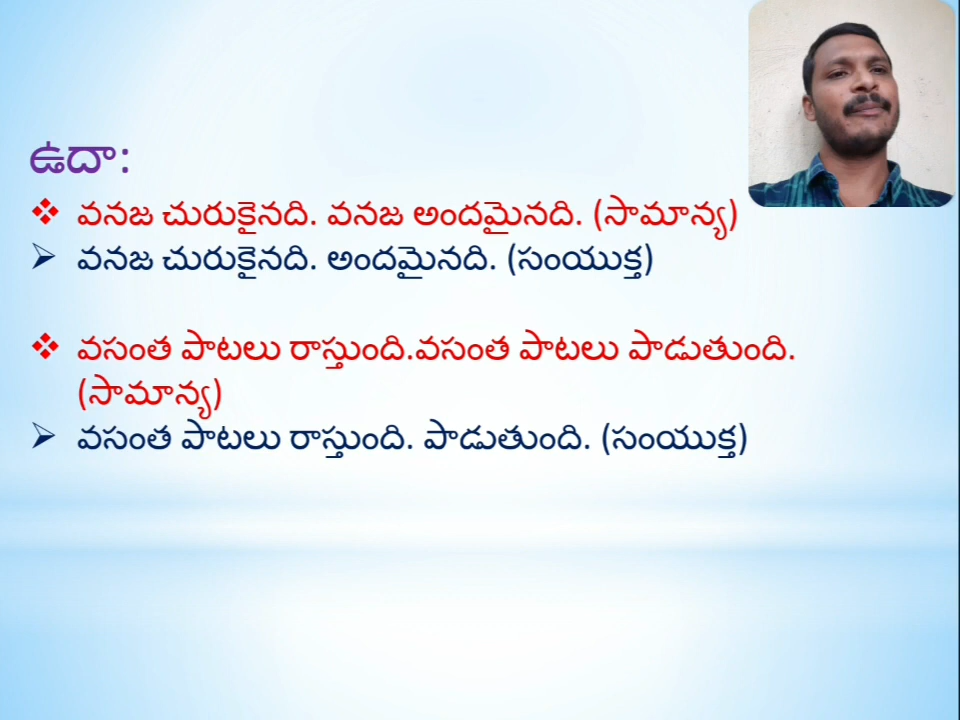 ఉదా:
వనజ చురుకైనది. వనజ అందమైనది. (సామాన్య)
వనజ చురుకైనది. అందమైనది. (సంయుక్త)
వసంత పాటలు రాస్తుంది.వసంత పాటలు పాడుతుంది.
(సామాన్య)
వసంత పాటలు రాస్తుంది. పాడుతుంది. (సంయుక్త)